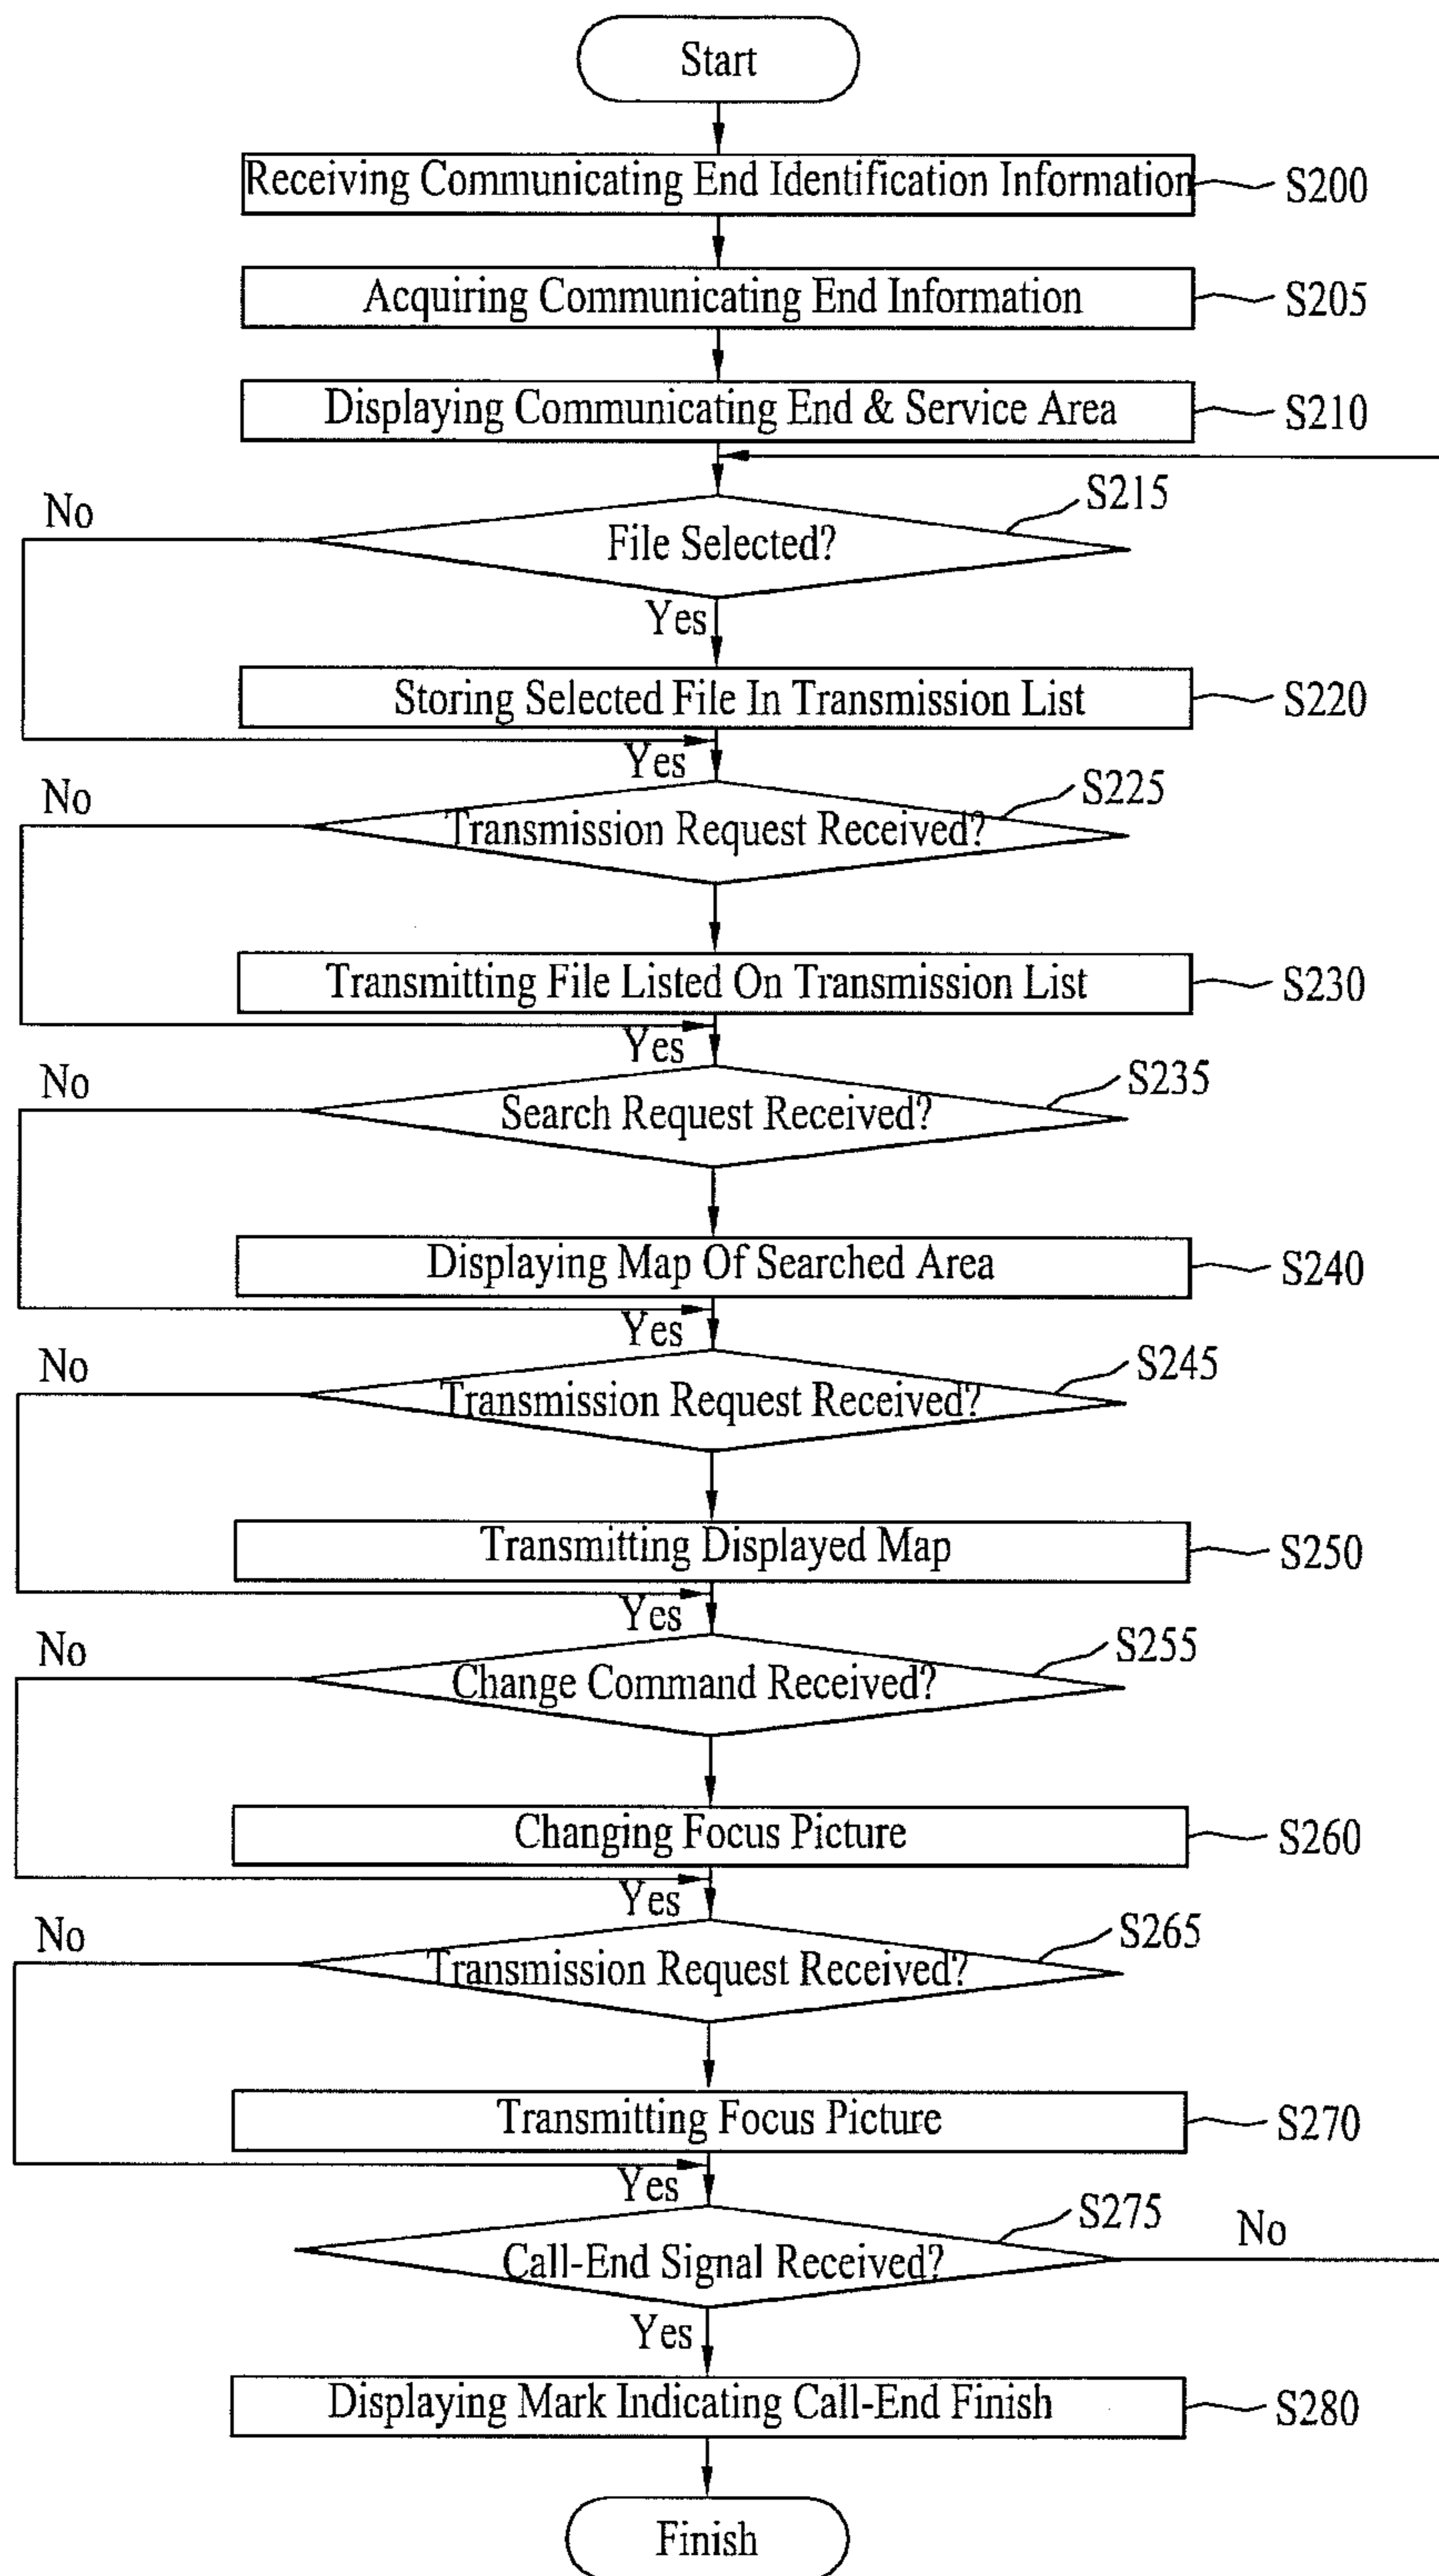 Start
Receiving Communicating End Identification Information
S200
Acquiring Communicating End Information
S205
Displaying Communicating End & Service Area
S210
S215
No
File Selected?
Yes
Storing Selected File In Transmission List
S220
Yes
S225
No
Transmission Request Received?
Transmitting File Listed On Transmission List
S230
Yes
S235
No
Search Request Received?
Displaying Map Of Searched Area
S240
Yes
S245
No
Transmission Request Received?
Transmitting Displayed Map
S250
Yes
S255
No
Change Command Received?
Changing Focus Picture
S260
Yes
S265
No
Transmission Request Received?
Transmitting Focus Picture
S270
Yes
S275
No
Call-End Signal Received?
Yes
Displaying Mark Indicating Call-End Finish
S280
Finish